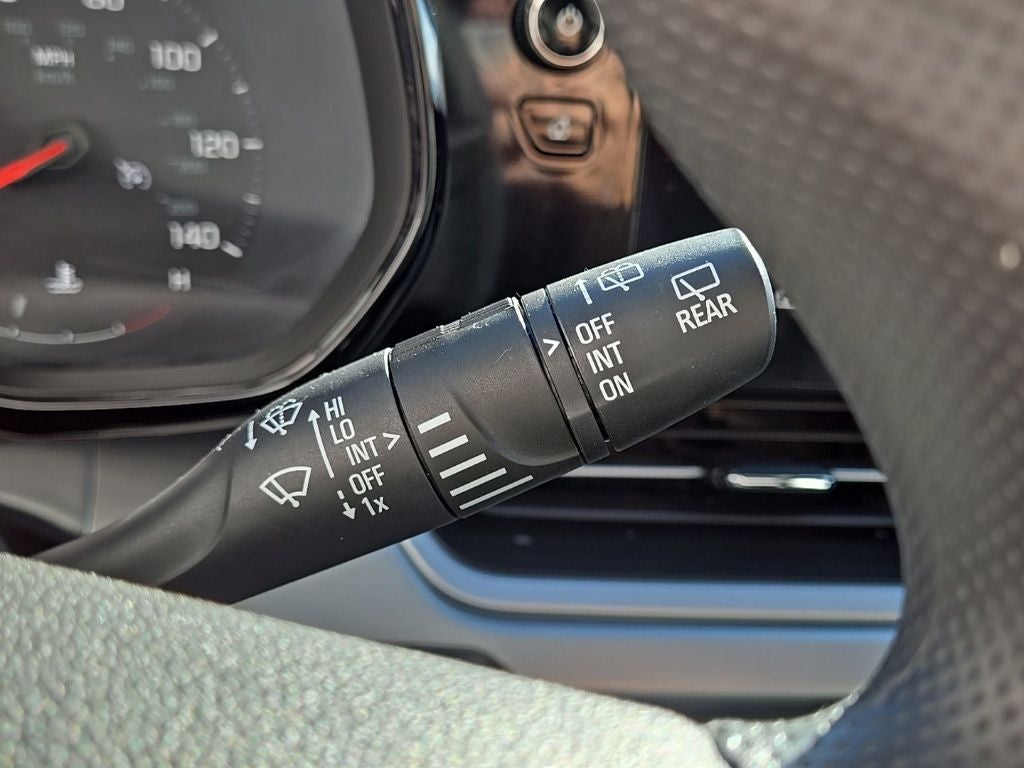 MPH
100
120
140
H
HI
LO
INT >
OFF
1x
>
OFF
INT
ON
REAR